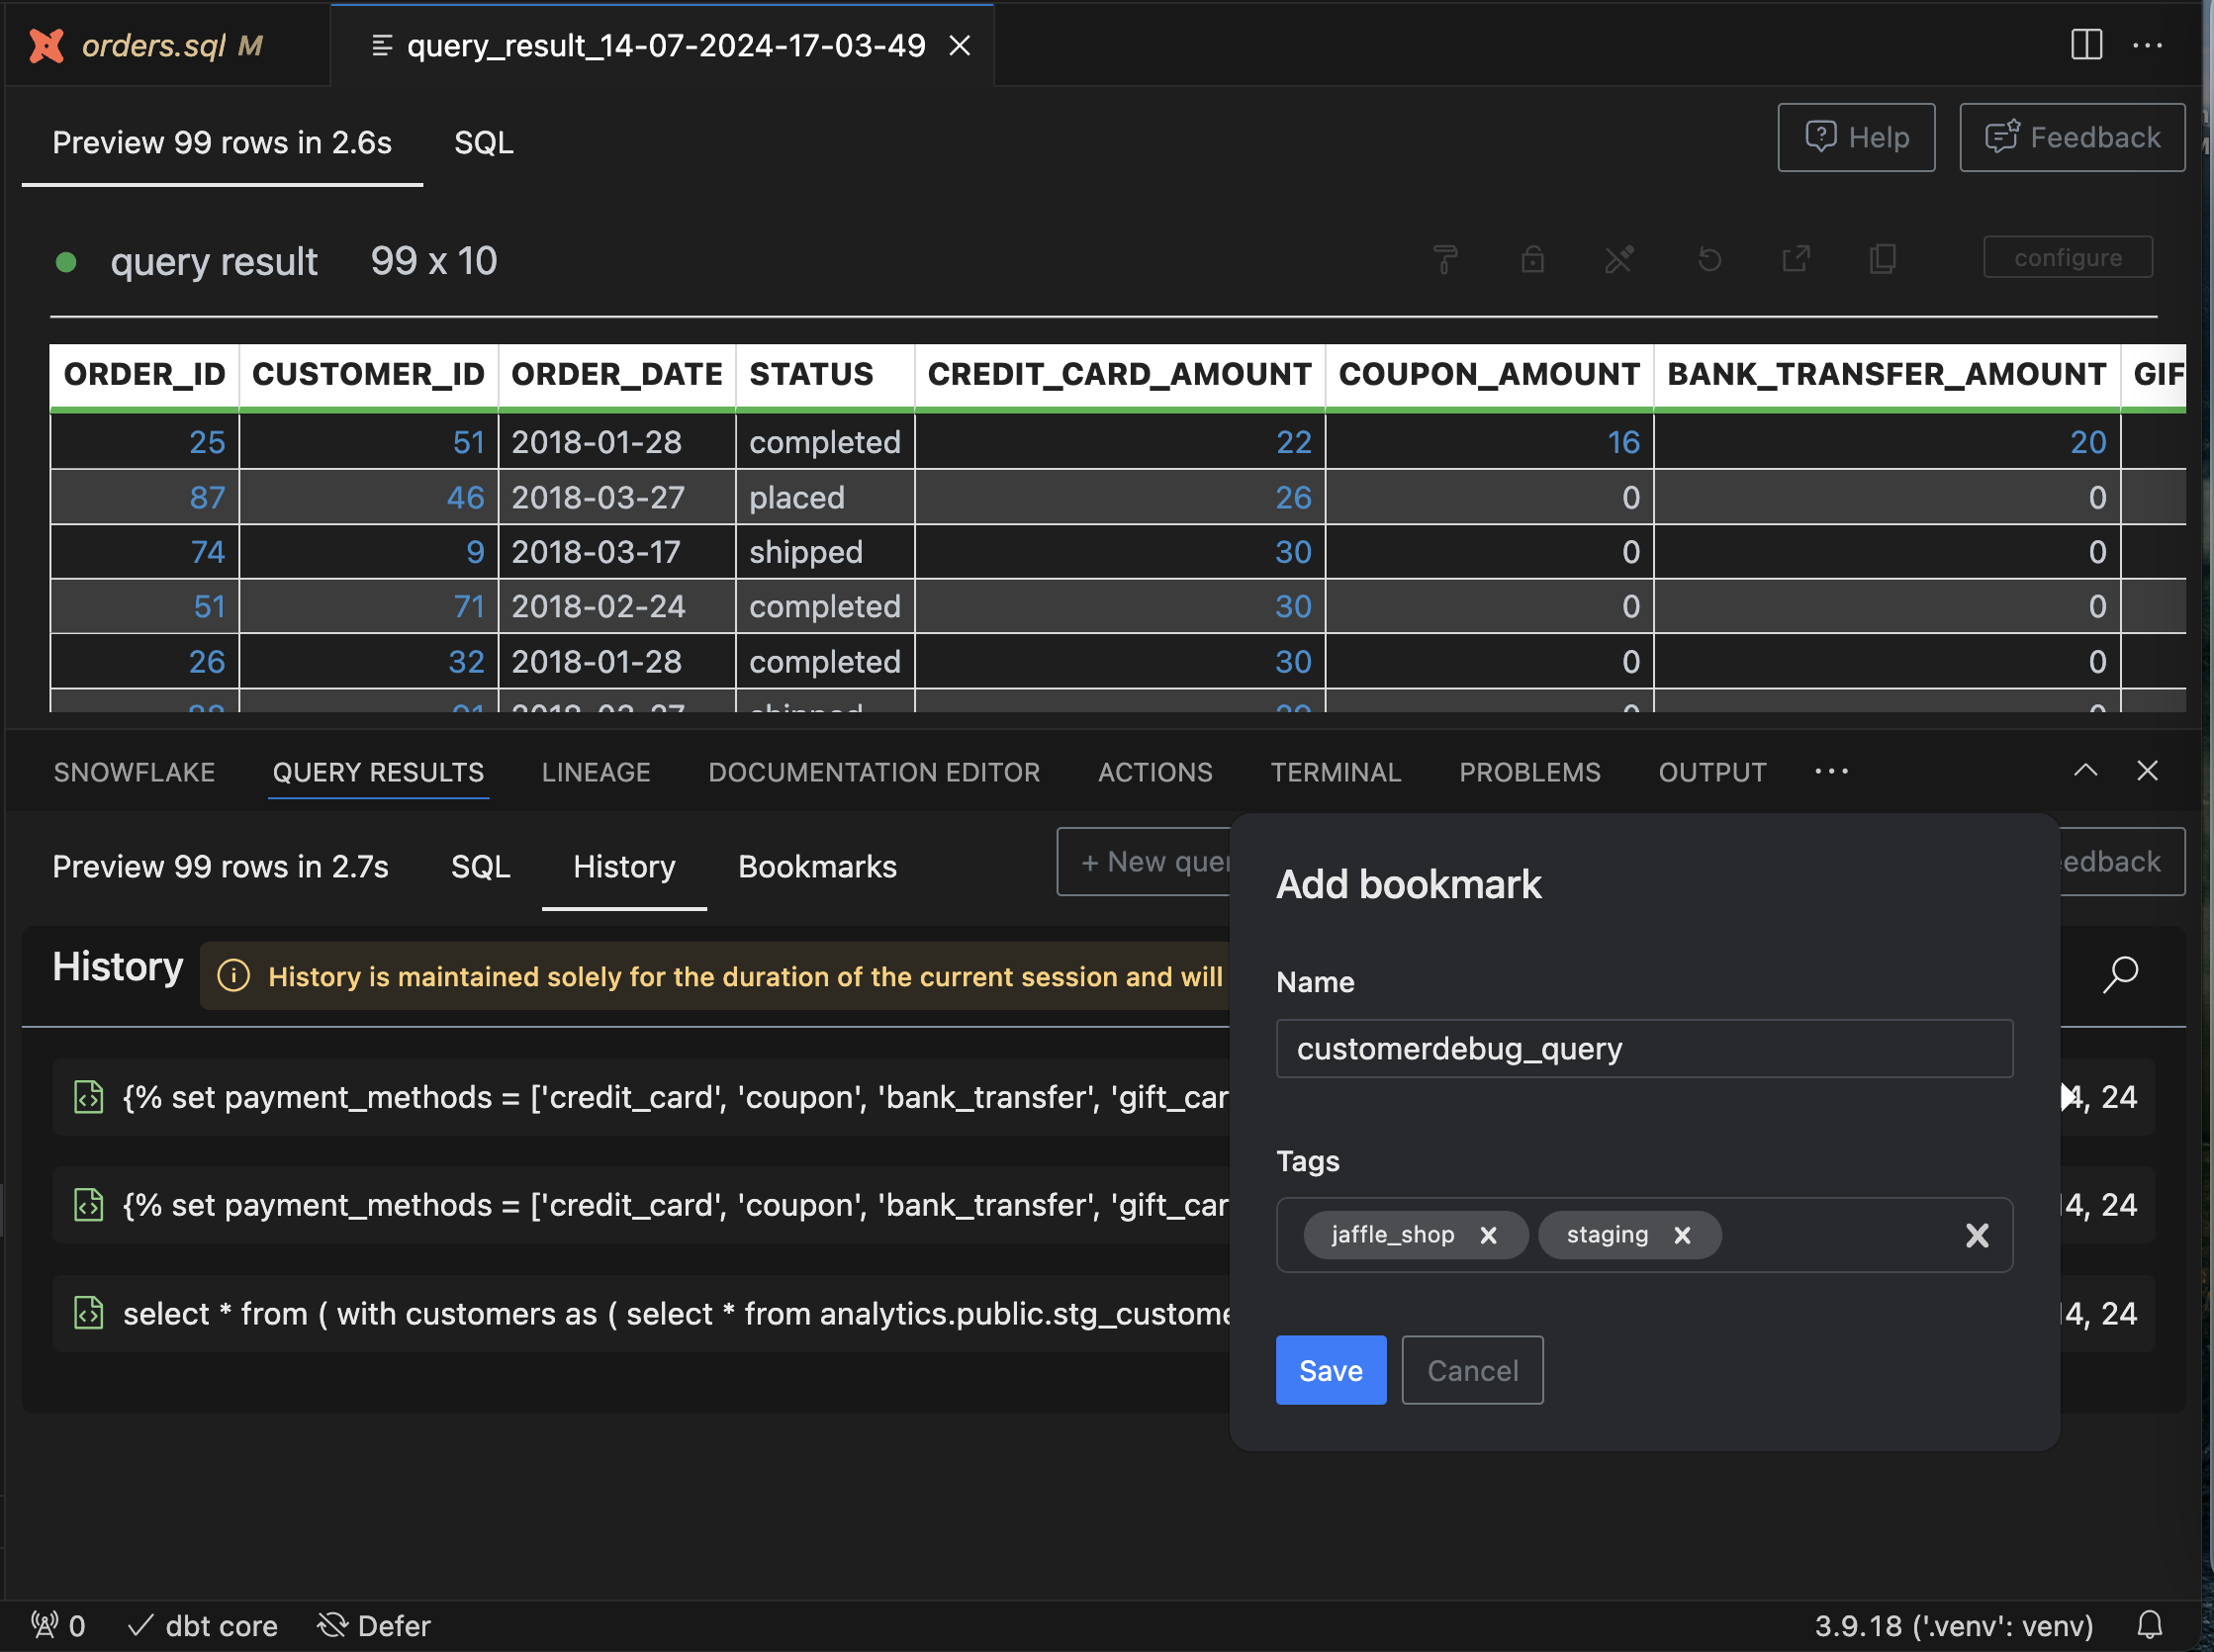 orders.sql M
query_result_14-07-2024-17-03-49
Preview 99 rows in 2.6s SQL Help Feedback
query result 99 x 10 configure
ORDER_ID CUSTOMER_ID ORDER_DATE STATUS CREDIT_CARD_AMOUNT COUPON_AMOUNT BANK_TRANSFER_AMOUNT GIF
25 51 2018-01-28 completed 22 16 20
87 46 2018-03-27 placed 26 0 0
74 9 2018-03-17 shipped 30 0 0
51 71 2018-02-24 completed 30 0 0
26 32 2018-01-28 completed 30 0 0
SNOWFLAKE QUERY RESULTS LINEAGE DOCUMENTATION EDITOR ACTIONS TERMINAL PROBLEMS OUTPUT
Preview 99 rows in 2.7s SQL History Bookmarks + New quer eedback
History
History is maintained solely for the duration of the current session and will
{% set payment_methods = ['credit_card', 'coupon', 'bank_transfer', 'gift_car 4, 24
{% set payment_methods = ['credit_card', 'coupon', 'bank_transfer', 'gift_car 4, 24
select * from ( with customers as ( select * from analytics.public.stg_custome 4, 24
Add bookmark
Name
customerdebug_query
Tags
jaffle_shop staging
Save Cancel
0 dbt core Defer 3.9.18 ('.venv': venv)